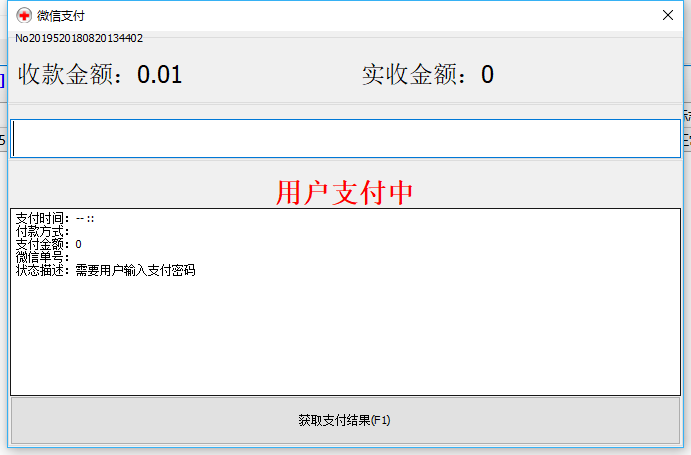 微信支付
No2019520180820134402
收款金额：0.01 实收金额：0
用户支付中
支付时间：-- ::
付款方式：
支付金额：0
微信单号：
状态描述：需要用户输入支付密码
获取支付结果(F1)